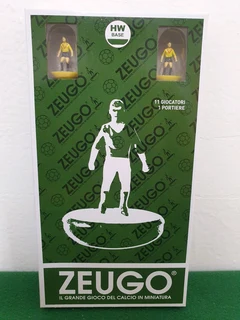 HW
BASE
11 GIOCATORI
1 PORTIERE
ZEUGO®
IL GRANDE GIOCO DEL CALCIO IN MINIATURA